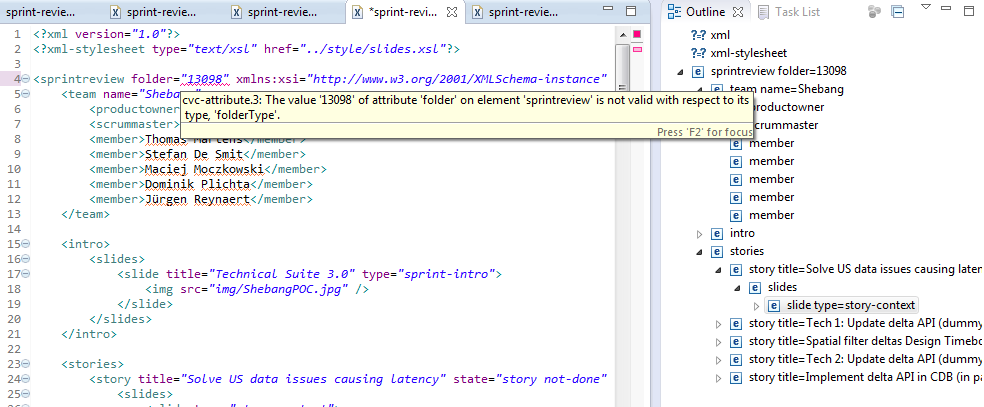 sprint-revie...
sprint-revie...
sprint-revie...
*sprint-revi...
sprint-revie...
1 <?xml version="1.0"?>
2 <?xml-stylesheet type="text/xsl" href="../style/slides.xsl"?>
3
4 <sprintreview folder="13098" xmlns:xsi="http://www.w3.org/2001/XMLSchema-instance"
5 <team name="Sheba
6 <productowne
7 <scrummaster
8 <member>Thomas Martens</member>
9 <member>Stefan De Smit</member>
10 <member>Maciej Moczkowski</member>
11 <member>Dominik Plichta</member>
12 <member>Jürgen Reynaert</member>
13 </team>
14
15 <intro>
16 <slides>
17 <slide title="Technical Suite 3.0" type="sprint-intro">
18 <img src="img/ShebangPOC.jpg" />
19 </slide>
20 </slides>
21 </intro>
22
23 <stories>
24 <story title="Solve US data issues causing latency" state="story not-done"
25 <slides>
cvc-attribute.3: The value '13098' of attribute 'folder' on element 'sprintreview' is not valid with respect to its
type, 'folderType'.
Press 'F2' for focus
Outline
Task List
?=? xml
?=? xml-stylesheet
e sprintreview folder=13098
team name=Shebang
productowner
scrummaster
e member
e member
e member
e member
e member
e intro
e stories
e story title=Solve US data issues causing laten
e slides
e slide type=story-context
e story title=Tech 1: Update delta API (dummy
e story title=Spatial filter deltas Design Timebo
e story title=Tech 2: Update delta API (dummy
e story title=Implement delta API in CDB (in pa